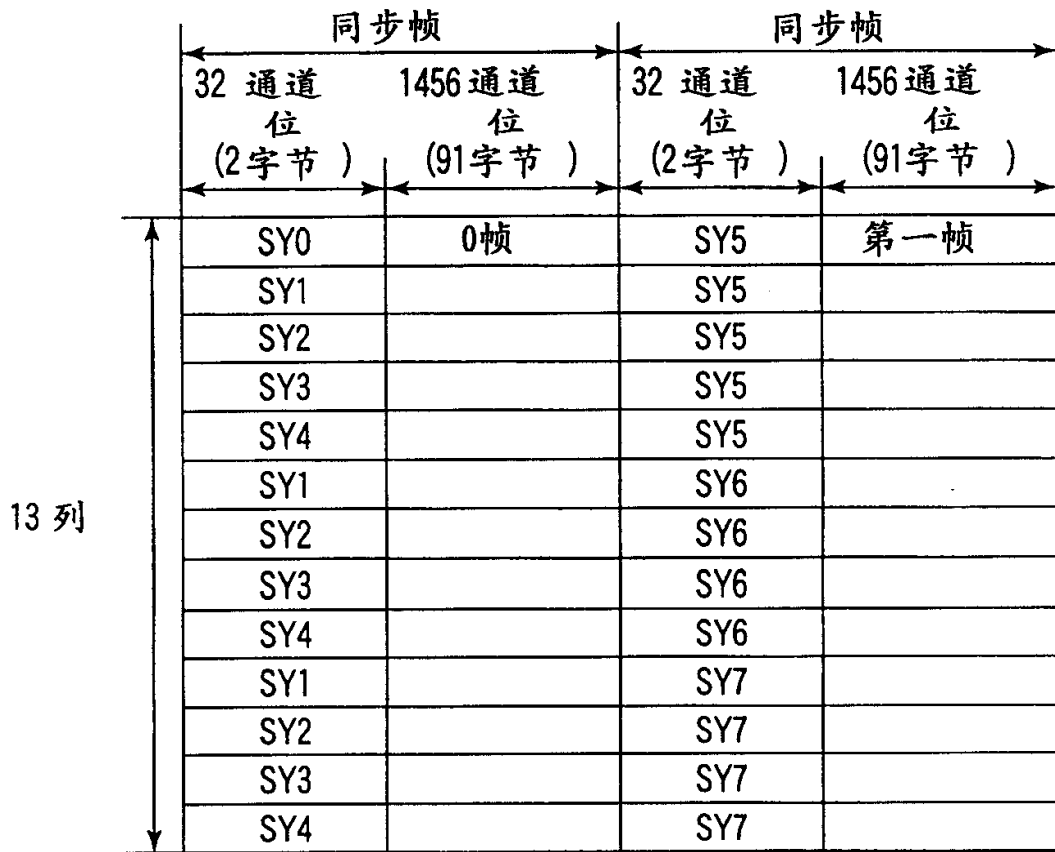 同步帧 同步帧
32 通道 1456通道 32 通道 1456通道
位 位 位 位
(2字节 ) (91字节 ) (2字节 ) (91字节 )
SY0 0帧 SY5 第一帧
SY1 SY5
SY2 SY5
SY3 SY5
SY4 SY5
SY1 SY6
13 列
SY2 SY6
SY3 SY6
SY4 SY6
SY1 SY7
SY2 SY7
SY3 SY7
SY4 SY7